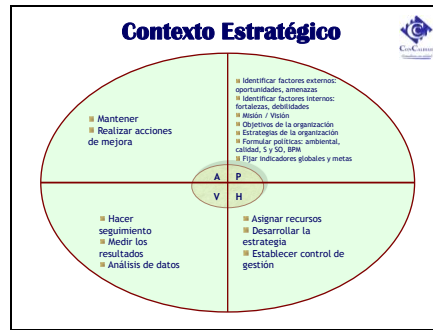 Contexto Estratégico
CONCALIDAD
Mantener
Realizar acciones
de mejora
Identificar factores externos:
oportunidades, amenazas
Identificar factores internos:
fortalezas, debilidades
Misión / Visión
Objetivos de la organización
Estrategias de la organización
Formular políticas: ambiental,
calidad, S y SO, BPM
Fijar indicadores globales y metas
A P
V H
Hacer
seguimiento
Medir los
resultados
Análisis de datos
Asignar recursos
Desarrollar la
estrategia
Establecer control de
gestión